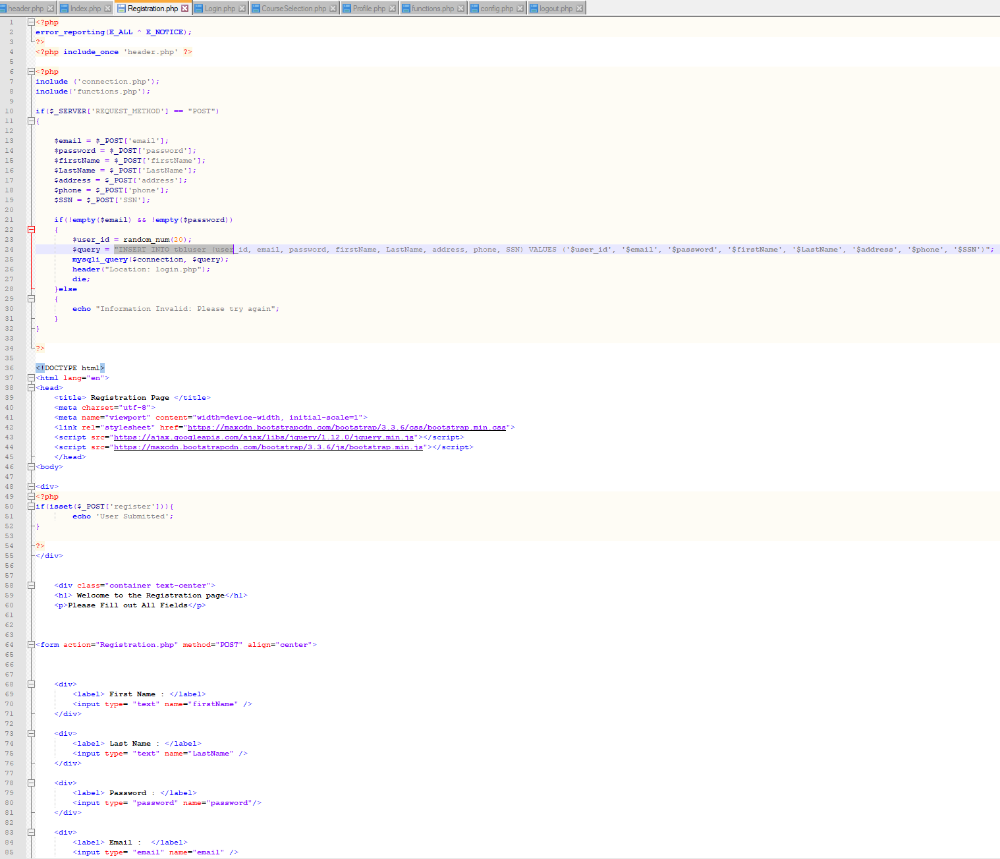 header.php Index.php Registration.php Login.php CourseSelection.php Profile.php functions.php config.php logout.php
1 <?php
2 error_reporting(E_ALL ^ E_NOTICE);
3 ?>
4 <?php include_once 'header.php' ?>
5
6 <?php
7 include ('connection.php');
8 include('functions.php');
9
10 if($_SERVER['REQUEST_METHOD'] == "POST")
11 {
12
13 $email = $_POST['email'];
14 $password = $_POST['password'];
15 $firstName = $_POST['firstName'];
16 $LastName = $_POST['LastName'];
17 $address = $_POST['address'];
18 $phone = $_POST['phone'];
19 $SSN = $_POST['SSN'];
20
21 if(!empty($email) && !empty($password))
22 {
23 $user_id = random_num(20);
24 $query = "INSERT INTO tbluser (user_id, email, password, firstName, LastName, address, phone, SSN) VALUES ('$user_id', '$email', '$password', '$firstName', '$LastName', '$address', '$phone', '$SSN')";
25 mysqli_query($connection, $query);
26 header("Location: login.php");
27 die;
28 }else
29 {
30 echo "Information Invalid: Please try again";
31 }
32 }
33
34 ?>
35
36 <!DOCTYPE html>
37 <html lang="en">
38 <head>
39 <title> Registration Page </title>
40 <meta charset="utf-8">
41 <meta name="viewport" content="width=device-width, initial-scale=1">
42 <link rel="stylesheet" href="https://maxcdn.bootstrapcdn.com/bootstrap/3.3.6/css/bootstrap.min.css">
43 <script src="https://ajax.googleapis.com/ajax/libs/jquery/1.12.0/jquery.min.js"></script>
44 <script src="https://maxcdn.bootstrapcdn.com/bootstrap/3.3.6/js/bootstrap.min.js"></script>
45 </head>
46 <body>
47
48 <div>
49 <?php
50 if(isset($_POST['register'])){
51 echo 'User Submitted';
52 }
53
54 ?>
55 </div>
56
57
58 <div class="container text-center">
59 <h1> Welcome to the Registration page</h1>
60 <p>Please Fill out All Fields</p>
61
62
63
64 <form action="Registration.php" method="POST" align="center">
65
66
67
68 <div>
69 <label> First Name : </label>
70 <input type= "text" name="firstName" />
71 </div>
72
73 <div>
74 <label> Last Name : </label>
75 <input type= "text" name="LastName" />
76 </div>
77
78 <div>
79 <label> Password : </label>
80 <input type= "password" name="password"/>
81 </div>
82
83 <div>
84 <label> Email :  </label>
85 <input type= "email" name="email" />